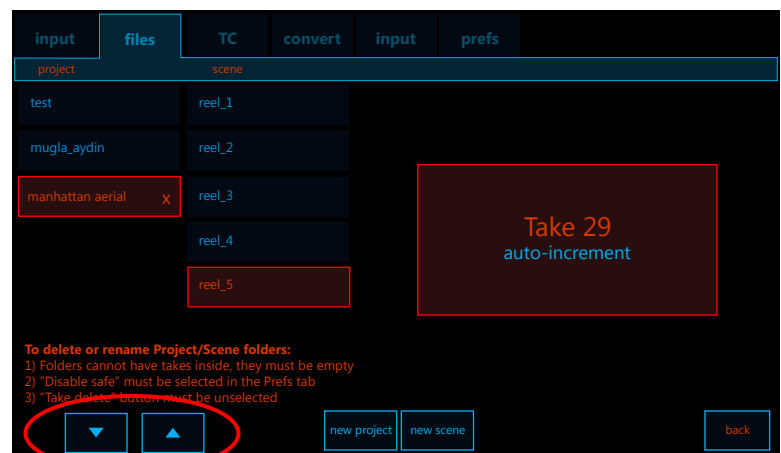 input files TC convert input prefs
project scene
test reel_1
mugla_aydin reel_2
manhattan aerial x reel_3
Take 29
auto-increment
reel_4
reel_5
To delete or rename Project/Scene folders:
1) Folders cannot have takes inside, they must be empty
2) “Disable safe” must be selected in the Prefs tab
3) “Take delete” button must be unselected
new project new scene back